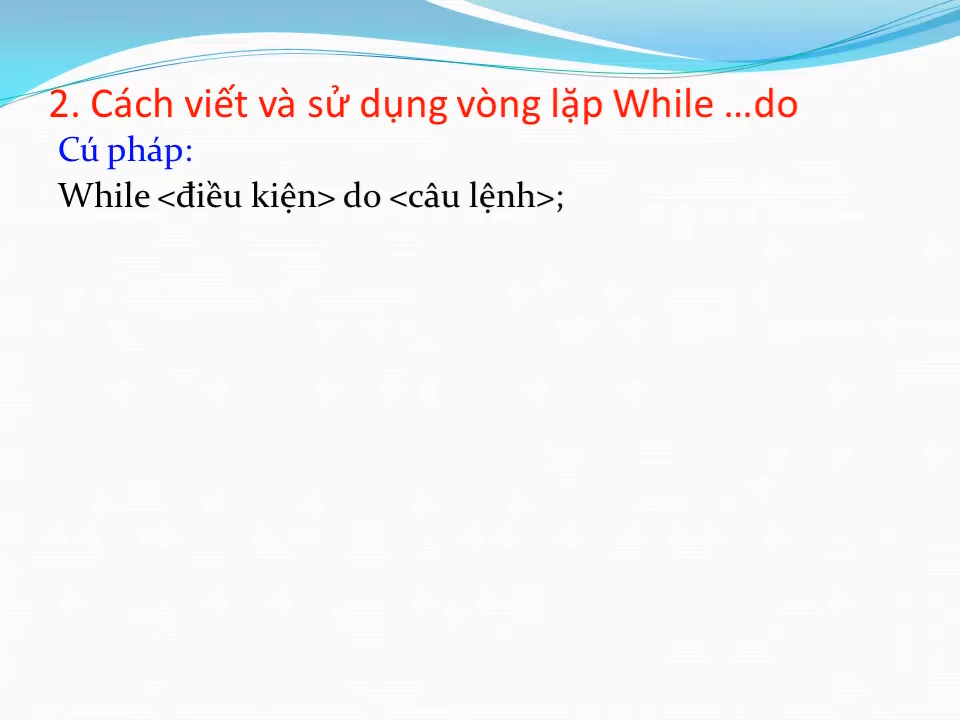 2. Cách viết và sử dụng vòng lặp While ...do
Cú pháp:
While <điều kiện> do <câu lệnh>;